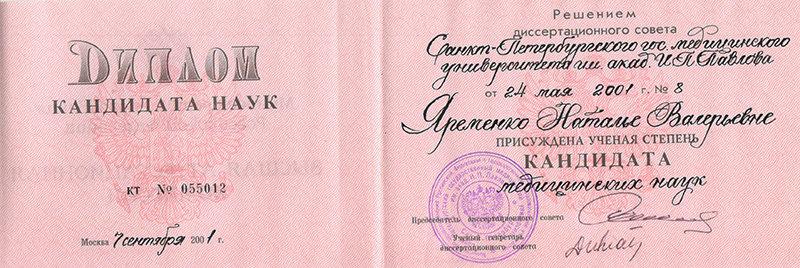 Диплом
КАНДИДАТА НАУК
КТ № 055012
Москва 7 сентября 2001 г.
Решением
диссертационного совета
Санкт-Петербургского гос. медицинского
университета им. акад. И.П. Павлова
от 24 мая 2001 г. № 8
Яременко Наталье Валерьевне
ПРИСУЖДЕНА УЧЕНАЯ СТЕПЕНЬ
КАНДИДАТА
медицинских наук
Председатель диссертационного совета
Ученый секретарь
диссертационного совета